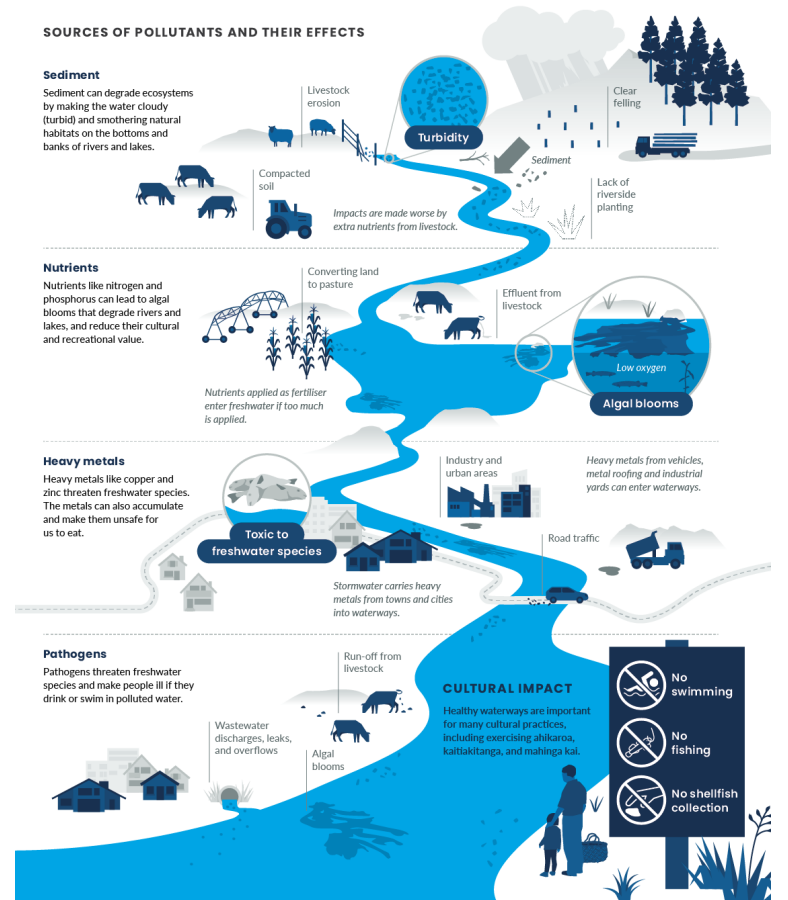 SOURCES OF POLLUTANTS AND THEIR EFFECTS
Sediment
Sediment can degrade ecosystems
by making the water cloudy
(turbid) and smothering natural
habitats on the bottoms and
banks of rivers and lakes.
Livestock
erosion
Turbidity
Clear
felling
Sediment
Compacted
soil
Lack of
riverside
planting
Impacts are made worse by
extra nutrients from livestock.
Nutrients
Nutrients like nitrogen and
phosphorus can lead to algal
blooms that degrade rivers and
lakes, and reduce their cultural
and recreational value.
Converting land
to pasture
Effluent from
livestock
Low oxygen
Algal blooms
Nutrients applied as fertiliser
enter freshwater if too much
is applied.
Heavy metals
Heavy metals like copper and
zinc threaten freshwater species.
The metals can also accumulate
and make them unsafe for
us to eat.
Industry and
urban areas
Heavy metals from vehicles,
metal roofing and industrial
yards can enter waterways.
Toxic to
freshwater species
Road traffic
Stormwater carries heavy
metals from towns and cities
into waterways.
Pathogens
Pathogens threaten freshwater
species and make people ill if they
drink or swim in polluted water.
Run-off from
livestock
Wastewater
discharges, leaks,
and overflows
Algal
blooms
CULTURAL IMPACT
Healthy waterways are important
for many cultural practices,
including exercising ahikaroa,
kaitiakitanga, and mahinga kai.
No
swimming
No
fishing
No shellfish
collection